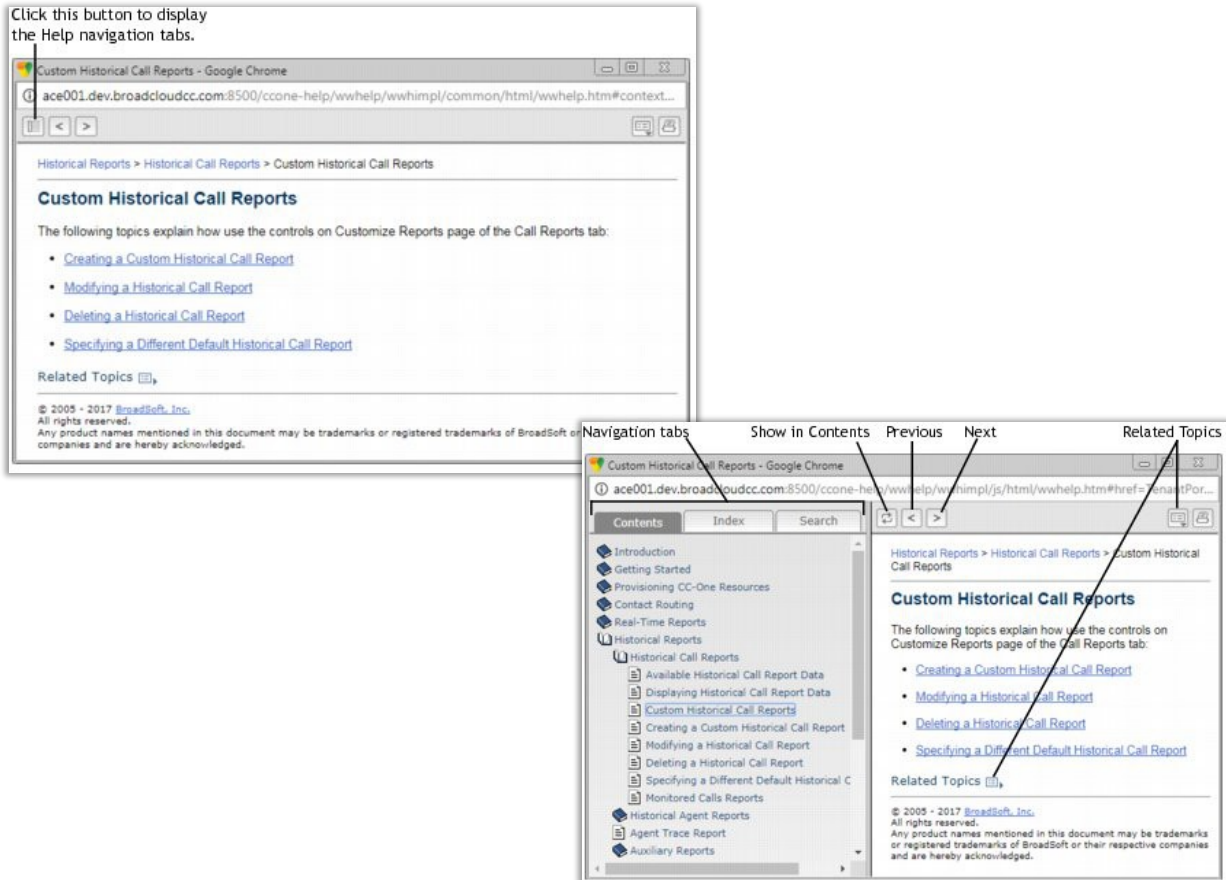 Click this button to display
the Help navigation tabs.
Custom Historical Call Reports - Google Chrome
ace001.dev.broadcloudcc.com:8500/ccone-help/wwhelp/wwhimpl/common/html/wwhelp.htm#context...
< >
Historical Reports > Historical Call Reports > Custom Historical Call Reports
Custom Historical Call Reports
The following topics explain how use the controls on Customize Reports page of the Call Reports tab:
• Creating a Custom Historical Call Report
• Modifying a Historical Call Report
• Deleting a Historical Call Report
• Specifying a Different Default Historical Call Report
Related Topics
© 2005 - 2017 BroadSoft, Inc.
All rights reserved.
Any product names mentioned in this document may be trademarks or registered trademarks of BroadSoft or
companies and are hereby acknowledged.
Navigation tabs Show in Contents Previous Next Related Topics
Custom Historical Call Reports - Google Chrome
ace001.dev.broadcloudcc.com:8500/ccone-help/wwhelp/wwhimpl/js/html/wwhelp.htm#href=TenantPor...
Contents Index Search
< >
Introduction
Getting Started
Provisioning CC-One Resources
Contact Routing
Real-Time Reports
Historical Reports
Historical Call Reports
Available Historical Call Report Data
Displaying Historical Call Report Data
Custom Historical Call Reports
Creating a Custom Historical Call Report
Modifying a Historical Call Report
Deleting a Historical Call Report
Specifying a Different Default Historical C
Monitored Calls Reports
Historical Agent Reports
Agent Trace Report
Auxiliary Reports
Historical Reports > Historical Call Reports > Custom Historical
Call Reports
Custom Historical Call Reports
The following topics explain how use the controls on
Customize Reports page of the Call Reports tab:
• Creating a Custom Historical Call Report
• Modifying a Historical Call Report
• Deleting a Historical Call Report
• Specifying a Different Default Historical Call Report
Related Topics
© 2005 - 2017 BroadSoft, Inc.
All rights reserved.
Any product names mentioned in this document may be trademarks
or registered trademarks of BroadSoft or their respective companies
and are hereby acknowledged.